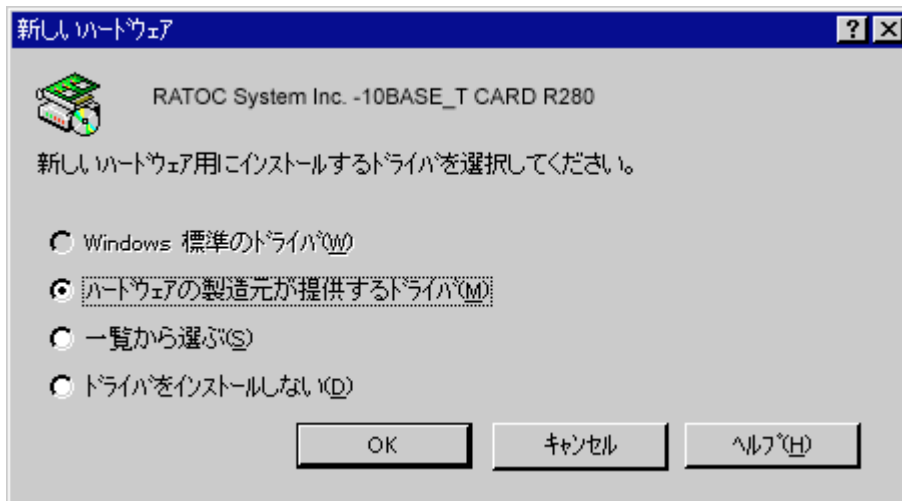 新しいハードウェア
RATOC System Inc. -10BASE_T CARD R280
新しいハードウェア用にインストールするドライバを選択してください。
Windows 標準のドライバ(W)
ハードウェアの製造元が提供するドライバ(M)
一覧から選ぶ(S)
ドライバをインストールしない(D)
OK キャンセル ヘルプ(H)